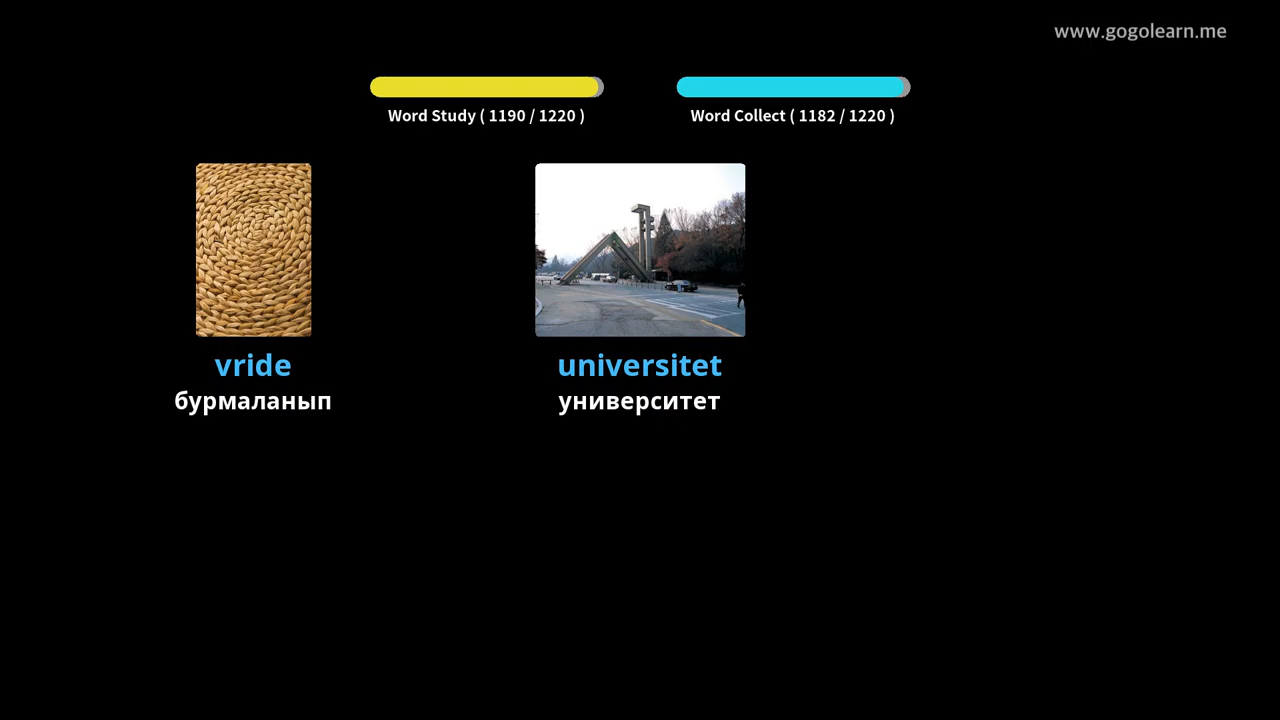 www.gogolearn.me
Word Study ( 1190 / 1220 )
Word Collect ( 1182 / 1220 )
vride
бурмаланып
universitet
университет